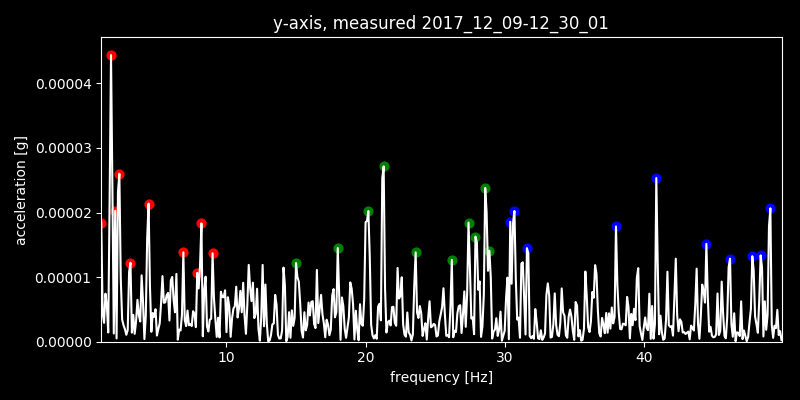 y-axis, measured 2017_12_09-12_30_01
0.00004
0.00003
0.00002
0.00001
0.00000
acceleration [g]
10 20 30 40
frequency [Hz]